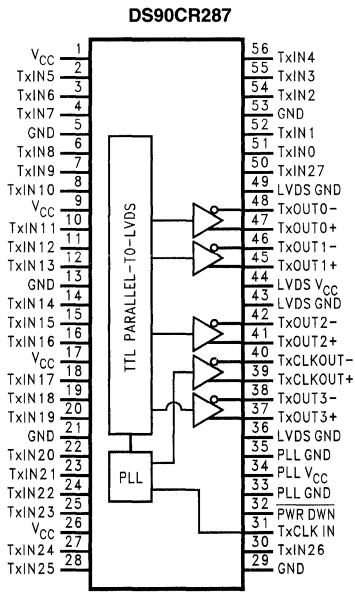 DS90CR287
VCC 1 56 TxIN4
TxIN5 2 55 TxIN3
TxIN6 3 54 TxIN2
TxIN7 4 53 GND
GND 5 52 TxIN1
TxIN8 6 51 TxIN0
TxIN9 7 50 TxIN27
TxIN10 8 49 LVDS GND
VCC 9 48 TxOUT0−
TxIN11 10 47 TxOUT0+
TxIN12 11 46 TxOUT1−
TxIN13 12 45 TxOUT1+
GND 13 44 LVDS VCC
TxIN14 14 43 LVDS GND
TxIN15 15 42 TxOUT2−
TxIN16 16 41 TxOUT2+
VCC 17 40 TxCLKOUT−
TxIN17 18 39 TxCLKOUT+
TxIN18 19 38 TxOUT3−
TxIN19 20 37 TxOUT3+
GND 21 36 LVDS GND
TxIN20 22 35 PLL GND
TxIN21 23 34 PLL VCC
TxIN22 24 33 PLL GND
TxIN23 25 32 PWR DWN
VCC 26 31 TxCLK IN
TxIN24 27 30 TxIN26
TxIN25 28 29 GND
TTL PARALLEL-TO-LVDS
PLL